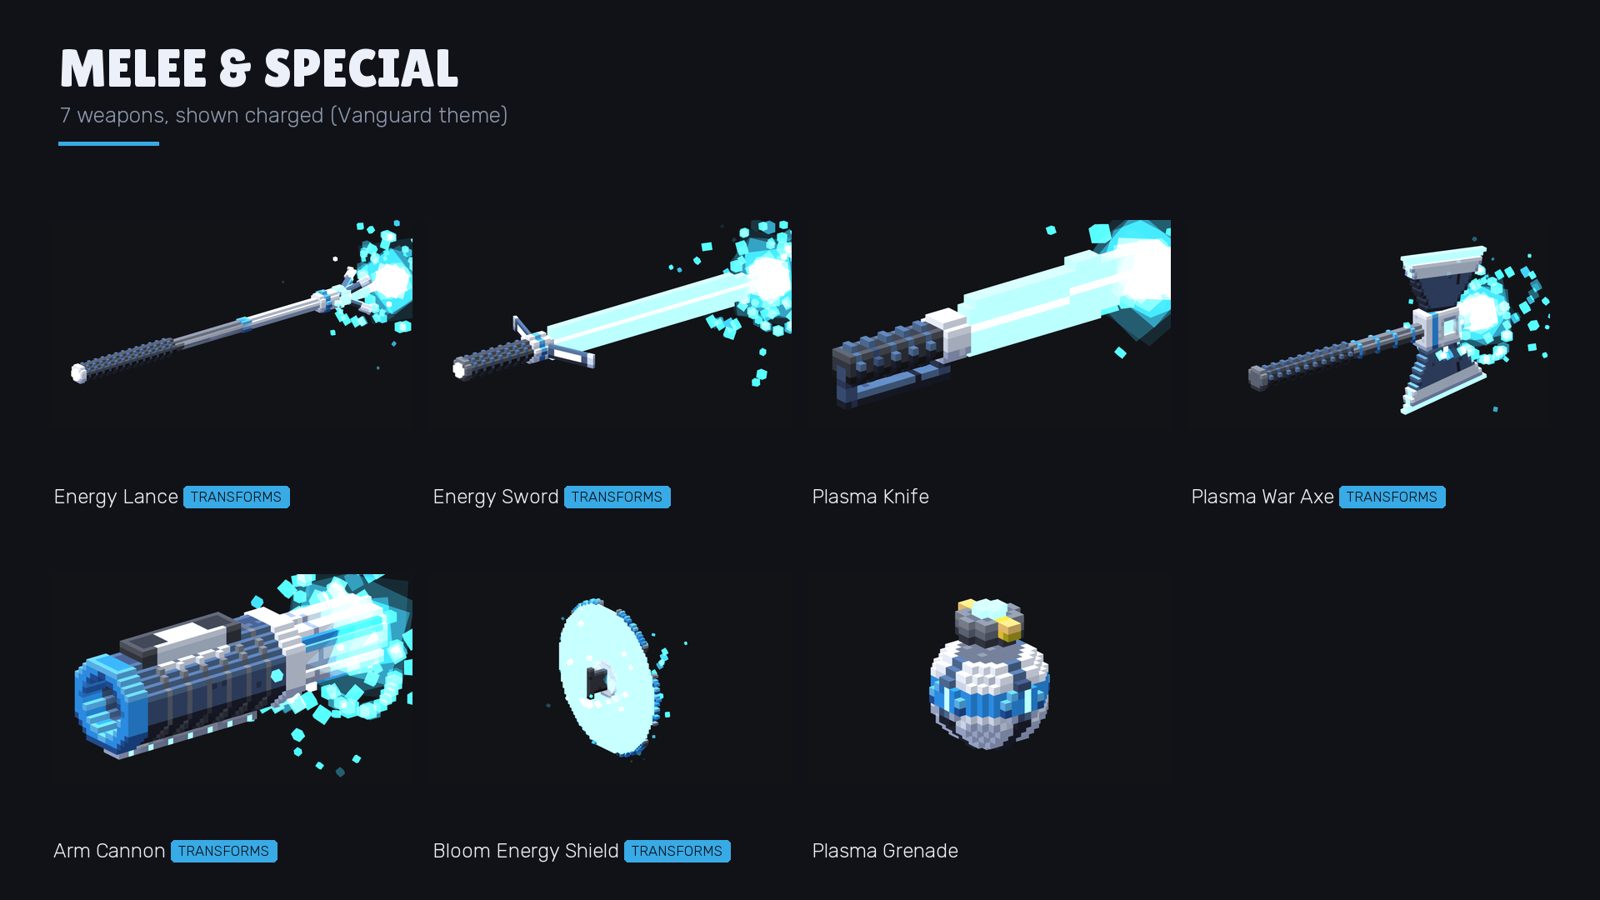 MELEE & SPECIAL
7 weapons, shown charged (Vanguard theme)
Energy Lance TRANSFORMS
Energy Sword TRANSFORMS
Plasma Knife
Plasma War Axe TRANSFORMS
Arm Cannon TRANSFORMS
Bloom Energy Shield TRANSFORMS
Plasma Grenade